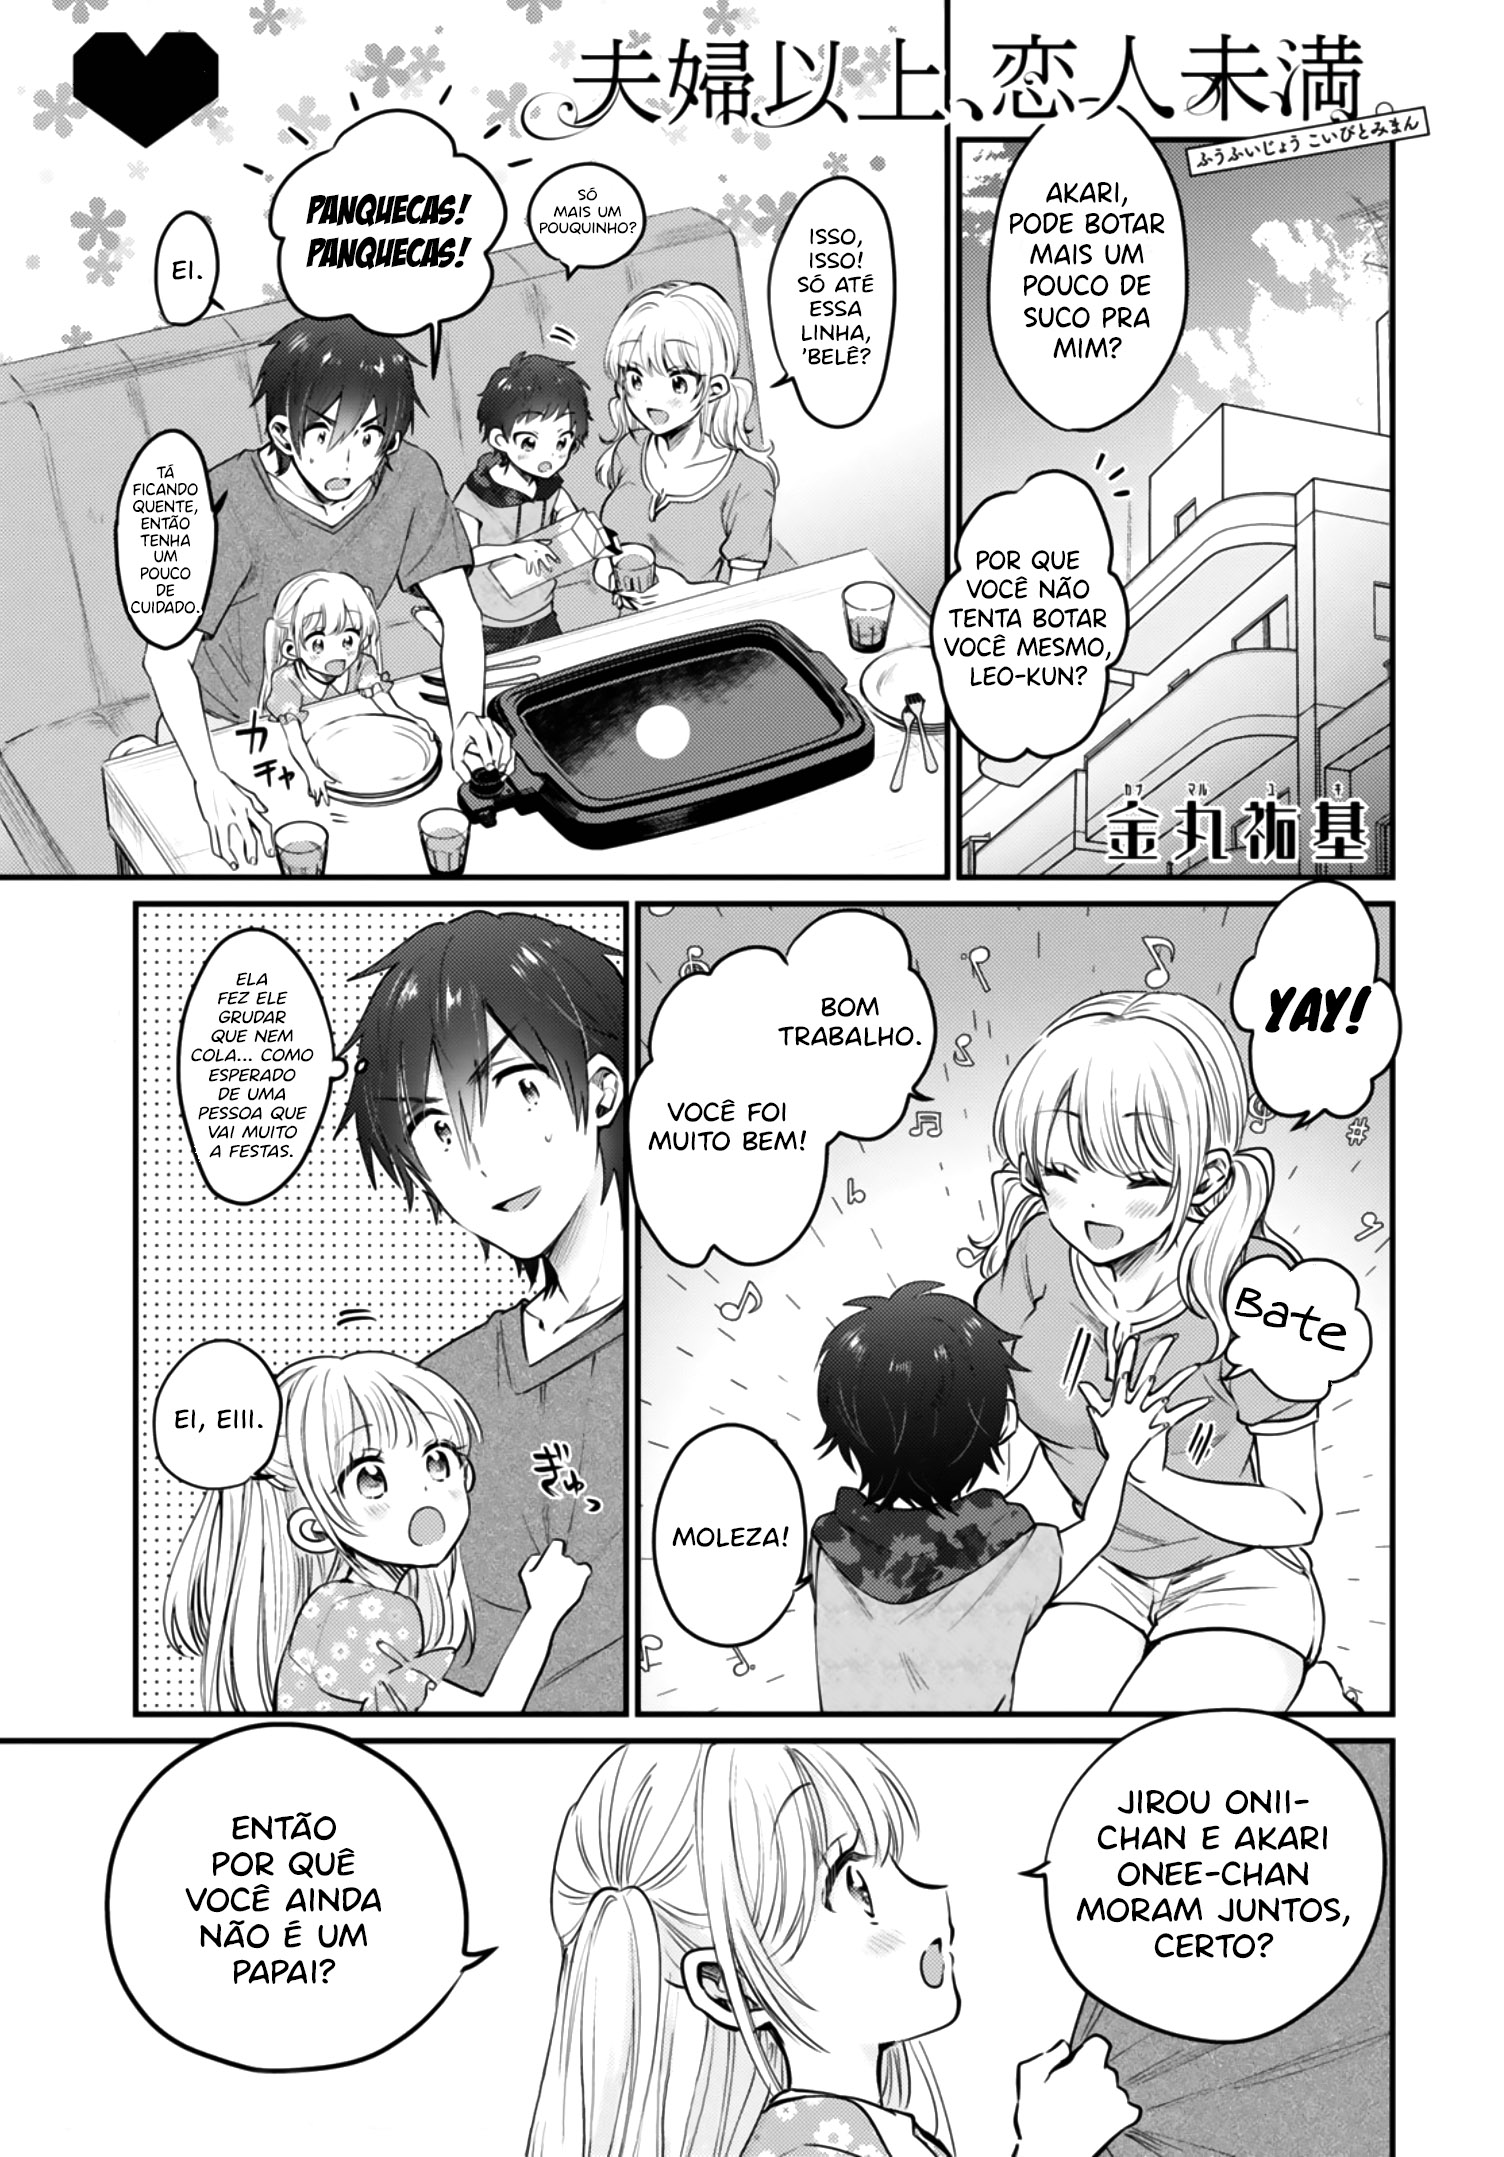 夫婦以上、恋人未満
ふうふいじょう こいびとみまん
AKARI,
PODE BOTAR
MAIS UM
POUCO DE
SUCO PRA
MIM?
POR QUE
VOCÊ NÃO
TENTA BOTAR
VOCÊ MESMO,
LEO-KUN?
カナマル ユキ
金丸祐基
ISSO,
ISSO!
SÓ ATÉ
ESSA
LINHA,
'BELÊ?
SÓ
MAIS UM
POUQUINHO?
PANQUECAS!
PANQUECAS!
EI.
TÁ
FICANDO
QUENTE,
ENTÃO
TENHA
UM
POUCO
DE
CUIDADO.
カチャ
YAY!
BOM
TRABALHO.
VOCÊ FOI
MUITO BEM!
Bate
MOLEZA!
ELA
FEZ ELE
GRUDAR
QUE NEM
COLA... COMO
ESPERADO
DE UMA
PESSOA QUE
VAI MUITO
A FESTAS.
EI, EIII.
ぎゅっ
JIROU ONII-
CHAN E AKARI
ONEE-CHAN
MORAM JUNTOS,
CERTO?
ENTÃO
POR QUÊ
VOCÊ AINDA
NÃO É UM
PAPAI?